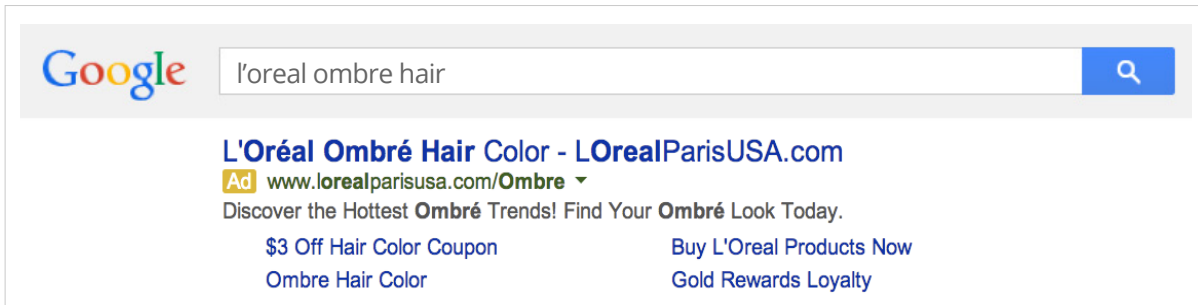 Google
l'oreal ombre hair
L'Oréal Ombré Hair Color - LOrealParisUSA.com
Ad www.lorealparisusa.com/Ombre
Discover the Hottest Ombré Trends! Find Your Ombré Look Today.
$3 Off Hair Color Coupon Buy L'Oreal Products Now
Ombre Hair Color Gold Rewards Loyalty